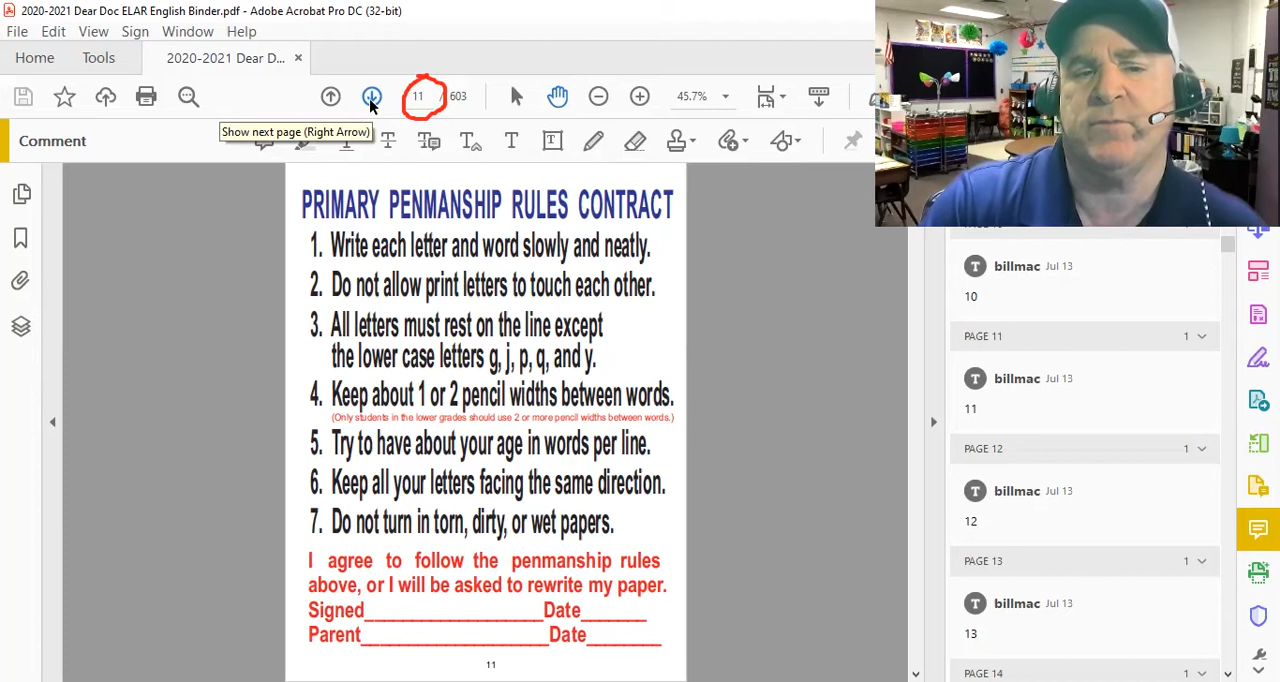 2020-2021 Dear Doc ELAR English Binder.pdf - Adobe Acrobat Pro DC (32-bit)
File Edit View Sign Window Help
Home Tools 2020-2021 Dear D... ×
11 603 45.7%
Show next page (Right Arrow)
Comment
PRIMARY PENMANSHIP RULES CONTRACT
1. Write each letter and word slowly and neatly.
2. Do not allow print letters to touch each other.
3. All letters must rest on the line except
the lower case letters g, j, p, q, and y.
4. Keep about 1 or 2 pencil widths between words.
(Only students in the lower grades should use 2 or more pencil widths between words.)
5. Try to have about your age in words per line.
6. Keep all your letters facing the same direction.
7. Do not turn in torn, dirty, or wet papers.
I agree to follow the penmanship rules
above, or I will be asked to rewrite my paper.
Signed__________________Date_______
Parent___________________Date________
11
billmac Jul 13
10
PAGE 11 1
billmac Jul 13
11
PAGE 12 1
billmac Jul 13
12
PAGE 13 1
billmac Jul 13
13
PAGE 14 1